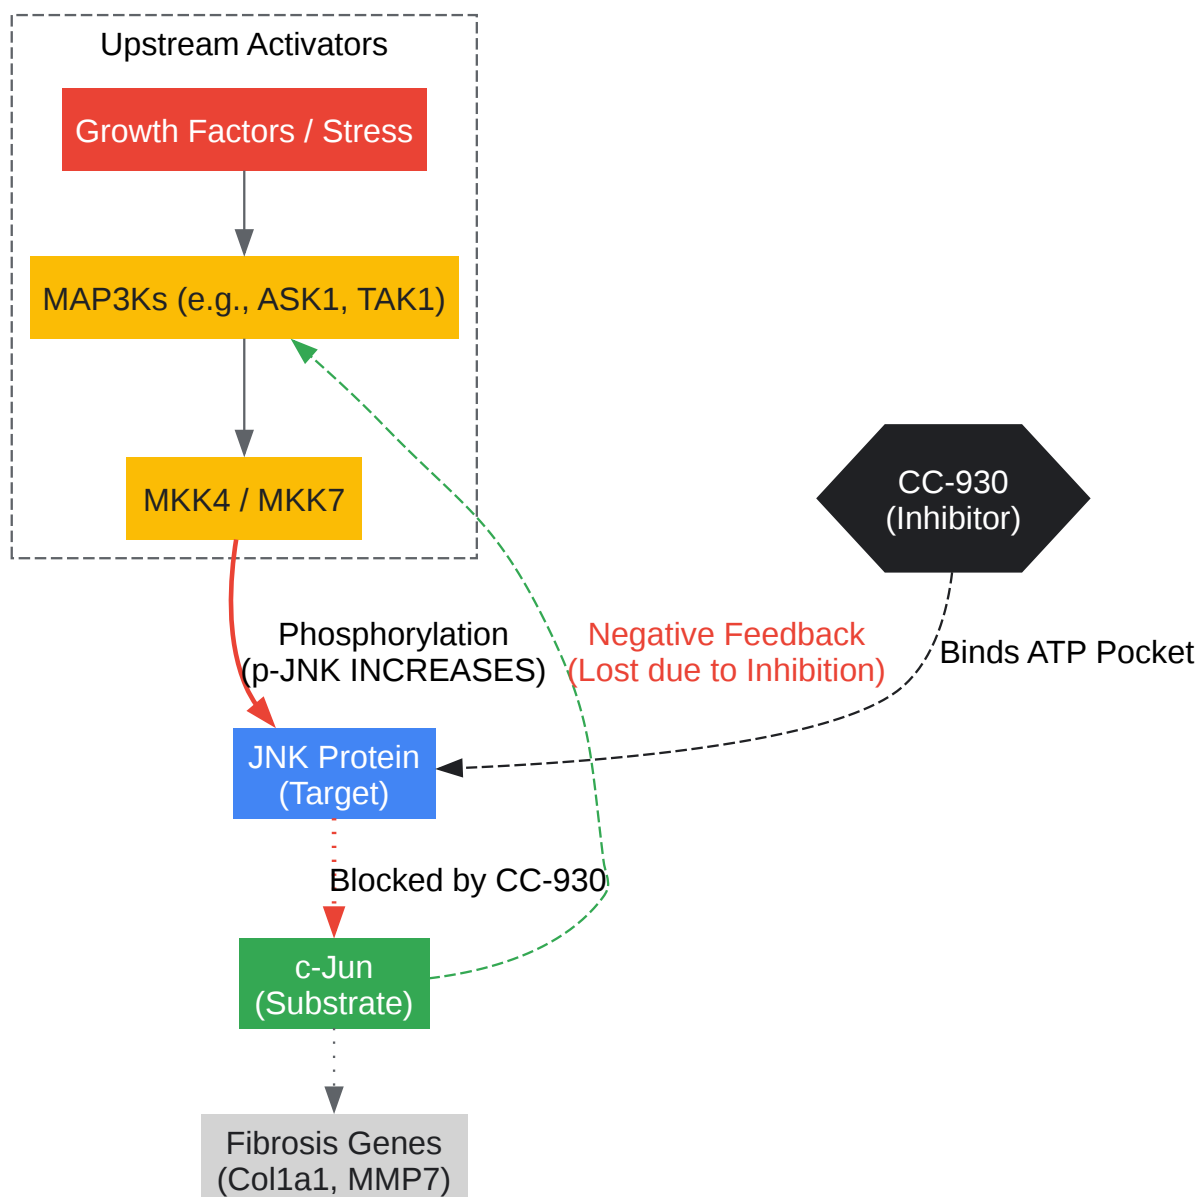 Upstream Activators
Growth Factors / Stress
MAP3Ks (e.g., ASK1, TAK1)
MKK4 / MKK7
CC-930
(Inhibitor)
Phosphorylation
(p-JNK INCREASES)
Negative Feedback
(Lost due to Inhibition)
Binds ATP Pocket
JNK Protein
(Target)
Blocked by CC-930
c-Jun
(Substrate)
Fibrosis Genes
(Col1a1, MMP7)